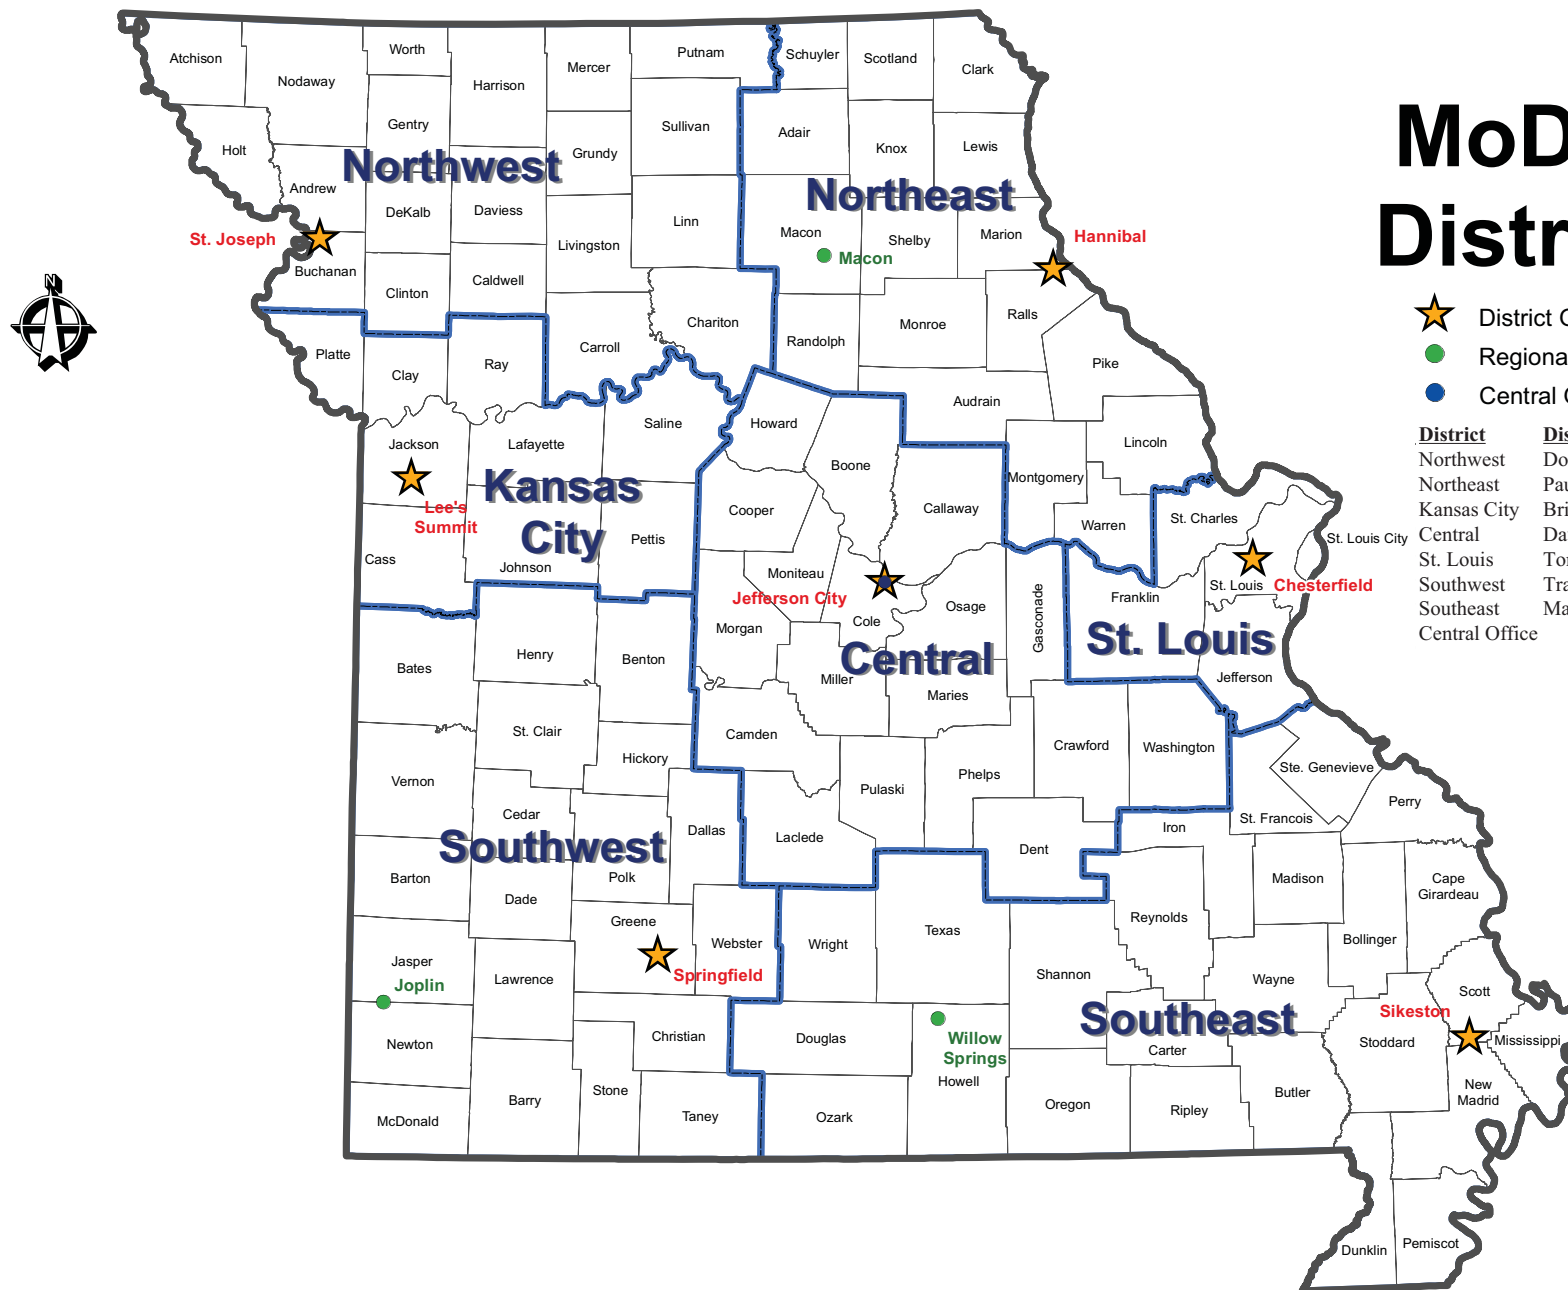 Atchison
Nodaway
Worth
Harrison
Mercer
Putnam
Schuyler
Scotland
Clark
Gentry
Sullivan
Adair
Holt
Grundy
Knox
Lewis
Northwest
Andrew
Northeast
DeKalb
Daviess
Linn
Macon
Shelby
Marion
Hannibal
St. Joseph
Livingston
Macon
Buchanan
Clinton
Caldwell
Chariton
Monroe
Ralls
Randolph
Platte
Clay
Ray
Carroll
Pike
Audrain
N
MoD
Distr
District O
Regiona
Central O
District Dis
Northwest Do
Northeast Pau
Kansas City Bri
Central Da
St. Louis Tor
Southwest Tra
Southeast Ma
Central Office
Jackson
Lafayette
Saline
Howard
Boone
Lincoln
Kansas
City
Lee's
Summit
Cooper
Callaway
Montgomery
Warren
St. Charles
St. Louis City
Cass
Johnson
Pettis
Moniteau
Jefferson City
Cole
Osage
Gasconade
Franklin
St. Louis
Chesterfield
Morgan
Central
St. Louis
Bates
Henry
Benton
Miller
Maries
Jefferson
St. Clair
Camden
Crawford
Washington
Hickory
Vernon
Pulaski
Phelps
Ste. Genevieve
Perry
Cedar
Southwest
Dallas
Laclede
Dent
Iron
St. Francois
Barton
Polk
Dade
Madison
Cape
Girardeau
Greene
Reynolds
Webster
Wright
Texas
Bollinger
Jasper
Joplin
Lawrence
Springfield
Shannon
Wayne
Scott
Southeast
Sikeston
Newton
Christian
Douglas
Willow
Springs
Howell
Carter
Stoddard
Mississippi
McDonald
Barry
Stone
Taney
Ozark
Oregon
Ripley
Butler
New
Madrid
Dunklin
Pemiscot